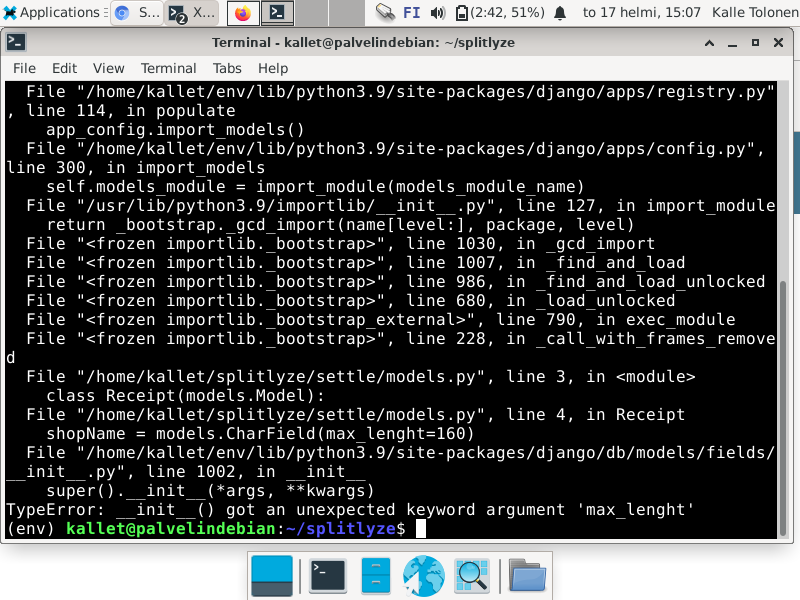 Applications
S...
2
X...
FI
(2:42, 51%)
to 17 helmi, 15:07
Kalle Tolonen
Terminal - kallet@palvelindebian: ~/splitlyze
File Edit View Terminal Tabs Help
File "/home/kallet/env/lib/python3.9/site-packages/django/apps/registry.py"
, line 114, in populate
app_config.import_models()
File "/home/kallet/env/lib/python3.9/site-packages/django/apps/config.py",
line 300, in import_models
self.models_module = import_module(models_module_name)
File "/usr/lib/python3.9/importlib/__init__.py", line 127, in import_module
return _bootstrap._gcd_import(name[level:], package, level)
File "<frozen importlib._bootstrap>", line 1030, in _gcd_import
File "<frozen importlib._bootstrap>", line 1007, in _find_and_load
File "<frozen importlib._bootstrap>", line 986, in _find_and_load_unlocked
File "<frozen importlib._bootstrap>", line 680, in _load_unlocked
File "<frozen importlib._bootstrap_external>", line 790, in exec_module
File "<frozen importlib._bootstrap>", line 228, in _call_with_frames_remove
d
File "/home/kallet/splitlyze/settle/models.py", line 3, in <module>
class Receipt(models.Model):
File "/home/kallet/splitlyze/settle/models.py", line 4, in Receipt
shopName = models.CharField(max_lenght=160)
File "/home/kallet/env/lib/python3.9/site-packages/django/db/models/fields/
__init__.py", line 1002, in __init__
super().__init__(*args, **kwargs)
TypeError: __init__() got an unexpected keyword argument 'max_lenght'
(env) kallet@palvelindebian:~/splitlyze$